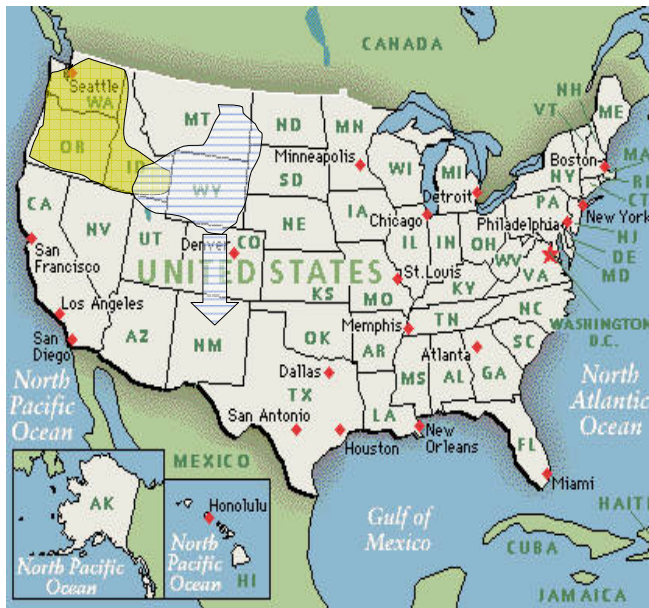 CANADA
Seattle
WA
MT
ND
MN
NH
VT
ME
OR
ID
Minneapolis
WI
MI
Boston
MA
SD
WY
NY
RI
CT
Detroit
CA
NV
UT
Denver
CO
NE
IA
Chicago
PA
New York
Philadelphia
NJ
San
Francisco
IL
IN
OH
DE
MD
UNITED STATES
WV
VA
St.Louis
KS
MO
KY
Los Angeles
WASHINGTON
D.C.
San
Diego
AZ
NM
OK
Memphis
TN
NC
AR
Atlanta
SC
Dallas
MS
AL
GA
North
Pacific
Ocean
TX
North
Atlantic
Ocean
San Antonio
LA
New
Orleans
Houston
FL
MEXICO
Miami
AK
Honolulu
Gulf of
Mexico
HAITI
North Pacific
Ocean
North
Pacific
Ocean
HI
CUBA
JAMAICA